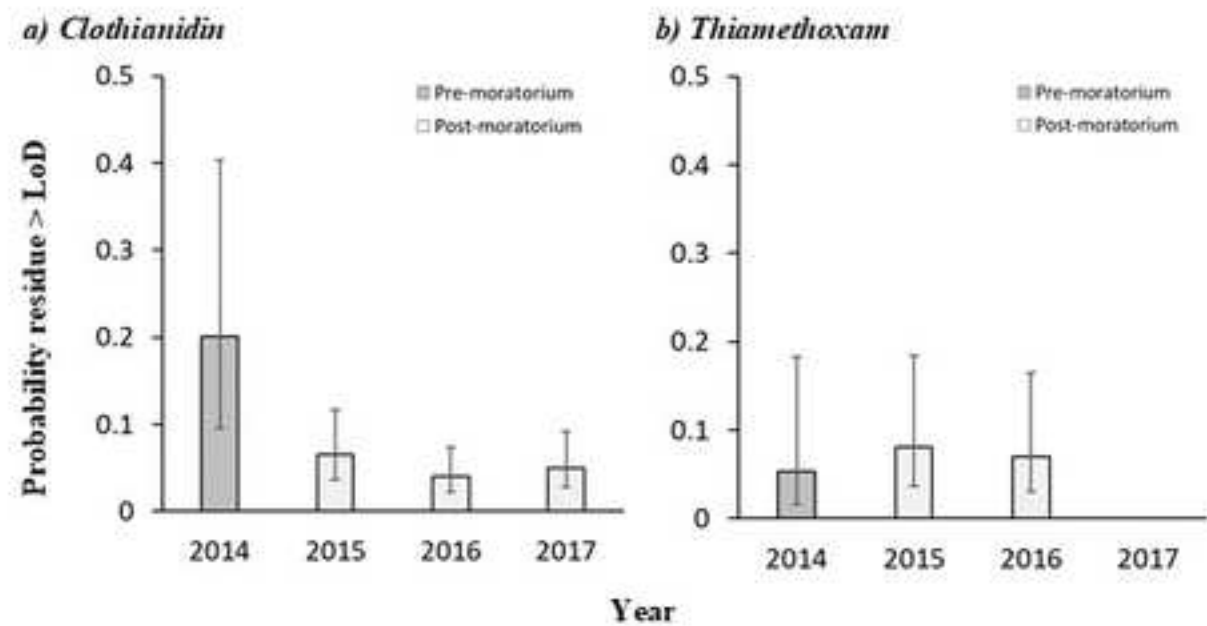 a) Clothianidin
Probability residue > LoD
0.5
0.4
0.3
0.2
0.1
0
Pre-moratorium
Post-moratorium
2014 2015 2016 2017
b) Thiamethoxam
0.5
0.4
0.3
0.2
0.1
0
Pre-moratorium
Post-moratorium
2014 2015 2016 2017
Year